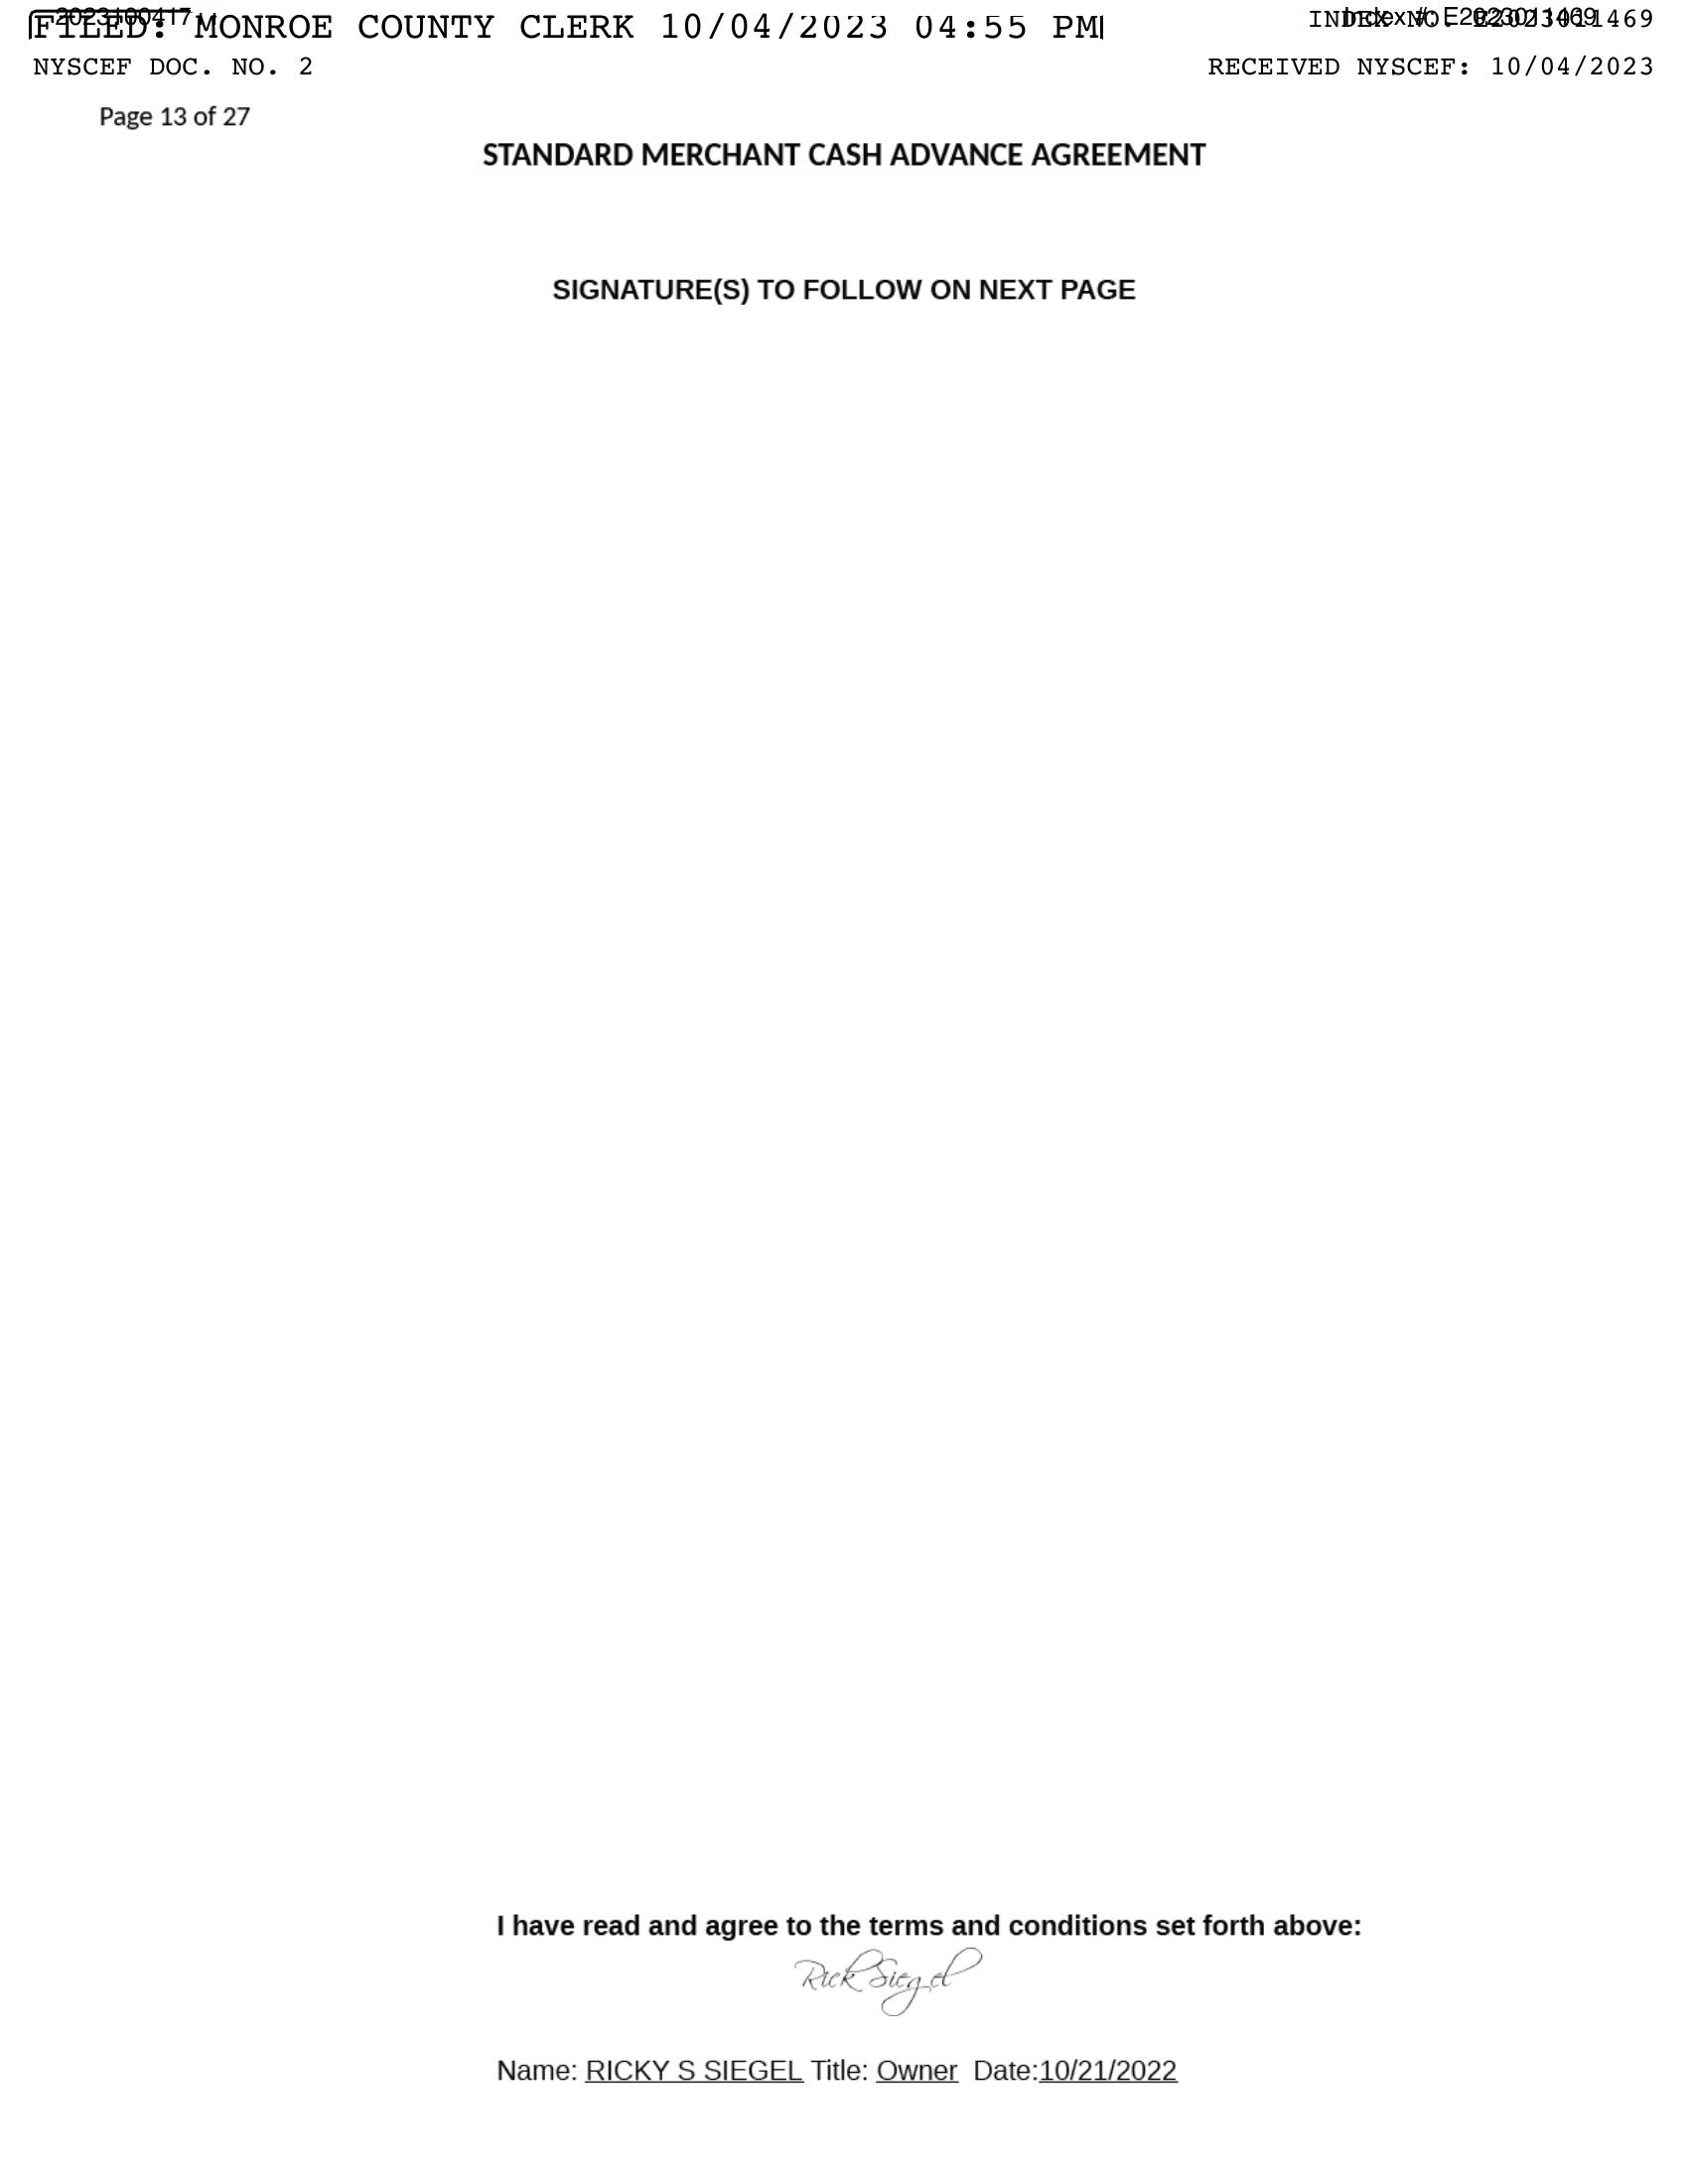 FILED: MONROE COUNTY CLERK 10/04/2023 04:55 PM
INDEX NO. E2023011469
Index #: E2023011469
NYSCEF DOC. NO. 2
RECEIVED NYSCEF: 10/04/2023
Page 13 of 27
STANDARD MERCHANT CASH ADVANCE AGREEMENT
SIGNATURE(S) TO FOLLOW ON NEXT PAGE
I have read and agree to the terms and conditions set forth above:
Rick Siegel
Name: RICKY S SIEGEL Title: Owner Date:10/21/2022